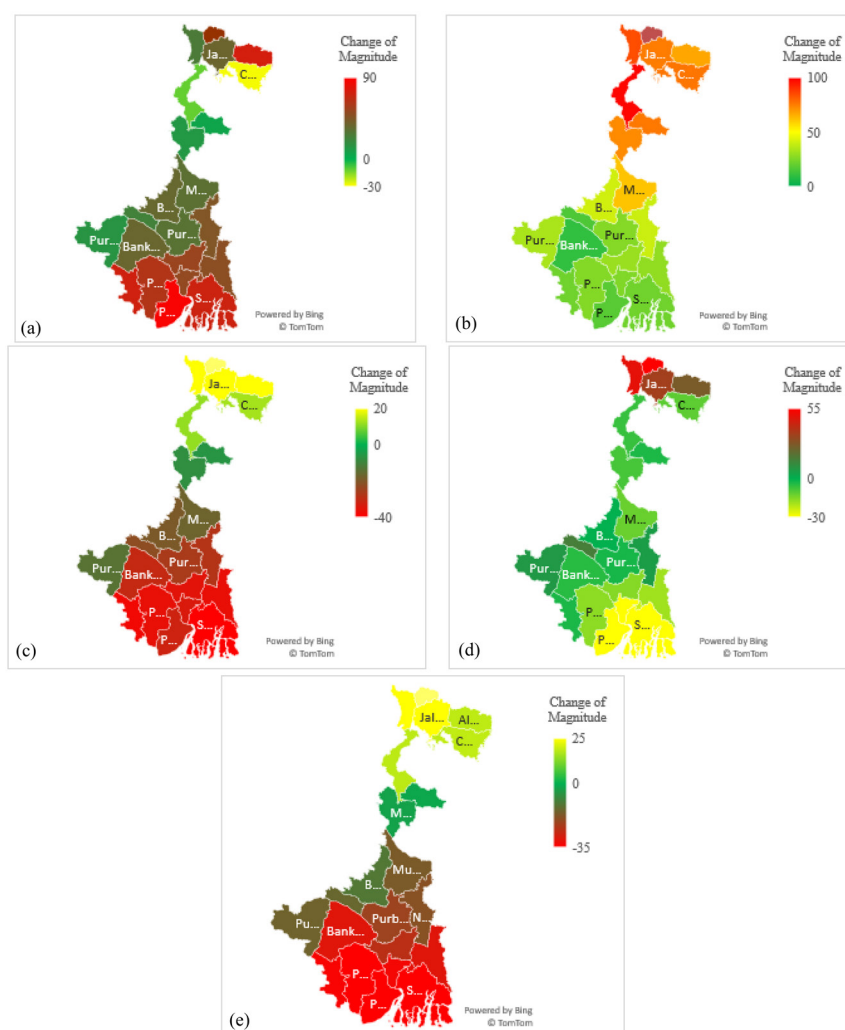 Change of
Magnitude
90
0
-30
Ja...
C...
M...
B...
Pur...
Pur...
Bank...
P...
S...
P...
Powered by Bing
© TomTom
(a)
Change of
Magnitude
100
50
0
Ja...
C...
M...
B...
Pur...
Pur...
Bank...
P...
S...
P...
Powered by Bing
© TomTom
(b)
Change of
Magnitude
20
0
-40
Ja...
C...
M...
B...
Pur...
Pur...
Bank...
P...
S...
P...
Powered by Bing
© TomTom
(c)
Change of
Magnitude
55
0
-30
Ja...
C...
M...
B...
Pur...
Pur...
Bank...
P...
S...
P...
Powered by Bing
© TomTom
(d)
Change of
Magnitude
25
0
-35
Jal...
Al...
C...
M...
Mu...
B...
Purb...
N...
Pu...
Bank...
P...
S...
P...
Powered by Bing
© TomTom
(e)